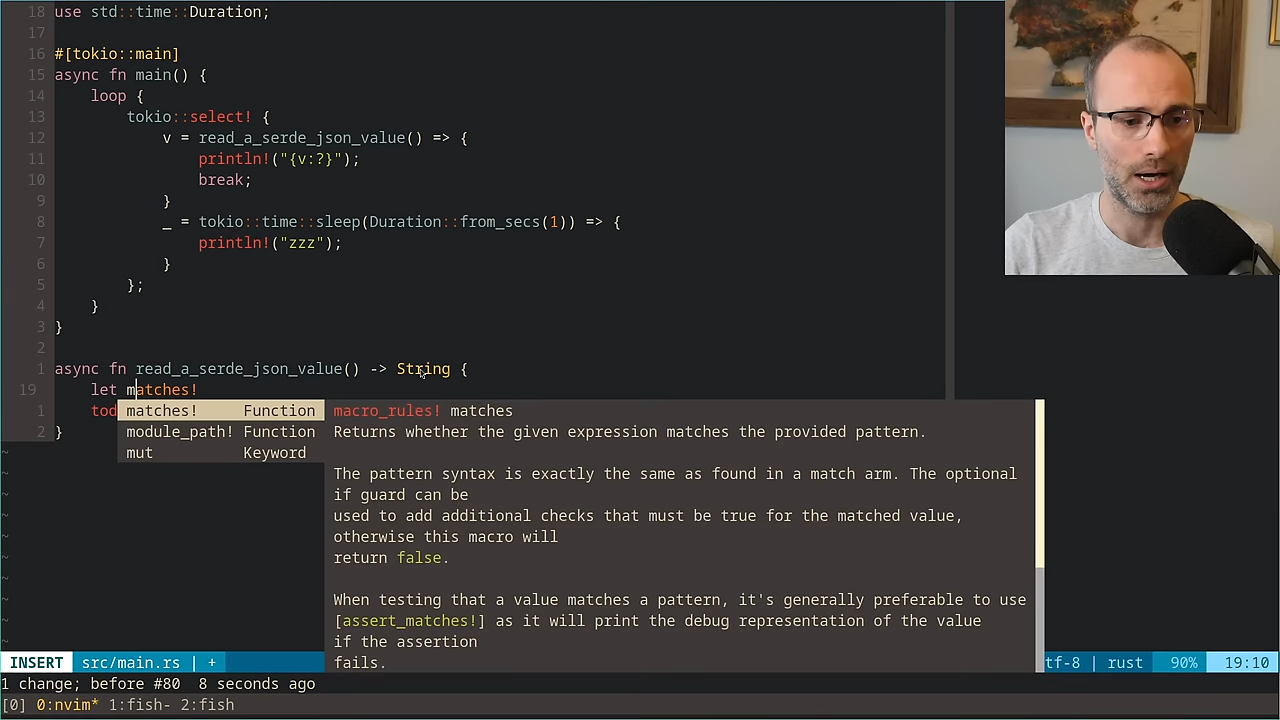 18 use std::time::Duration;
17
16 #[tokio::main]
15 async fn main() {
14     loop {
13         tokio::select! {
12             v = read_a_serde_json_value() => {
11                 println!("{v:?}");
10                 break;
9             }
8             _ = tokio::time::sleep(Duration::from_secs(1)) => {
7                 println!("zzz");
6             }
5         };
4     }
3 }
2
1 async fn read_a_serde_json_value() -> String {
19     let matches!
1     tod matches! Function macro_rules! matches
2 } module_path! Function Returns whether the given expression matches the provided pattern.
~ mut Keyword
~ The pattern syntax is exactly the same as found in a match arm. The optional
~ if guard can be
~ used to add additional checks that must be true for the matched value,
~ otherwise this macro will
~ return false.
~
~ When testing that a value matches a pattern, it's generally preferable to use
~ [assert_matches!] as it will print the debug representation of the value
~ if the assertion
INSERT src/main.rs | + fails. tf-8 | rust 90% 19:10
1 change; before #80  8 seconds ago
[0] 0:nvim* 1:fish- 2:fish